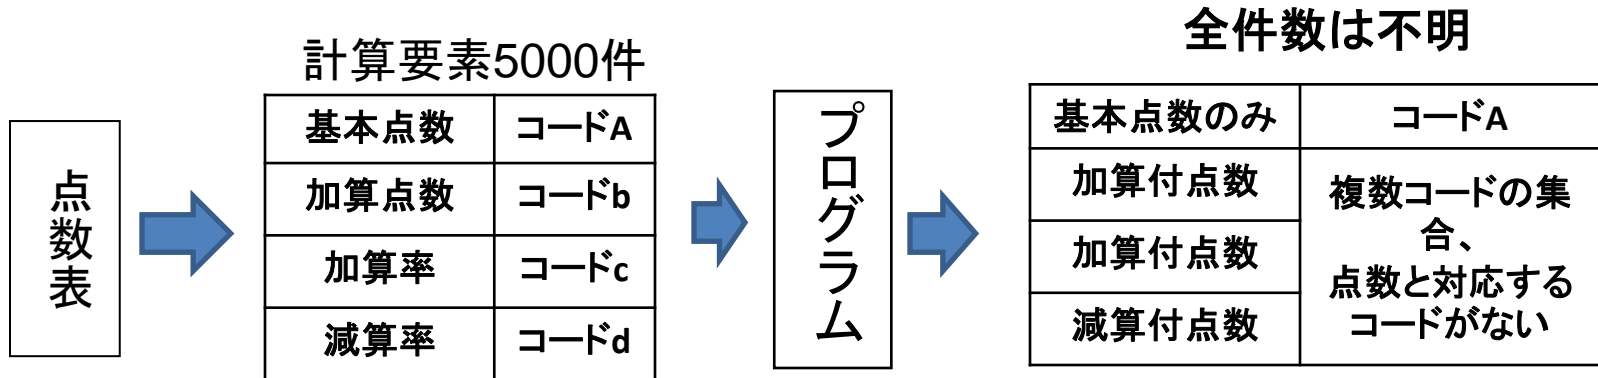 全件数は不明
計算要素5000件
点数表
基本点数 コードA
加算点数 コードb
加算率 コードc
減算率 コードd
プログラム
基本点数のみ コードA
加算付点数
加算付点数
減算付点数
複数コードの集
合、
点数と対応する
コードがない